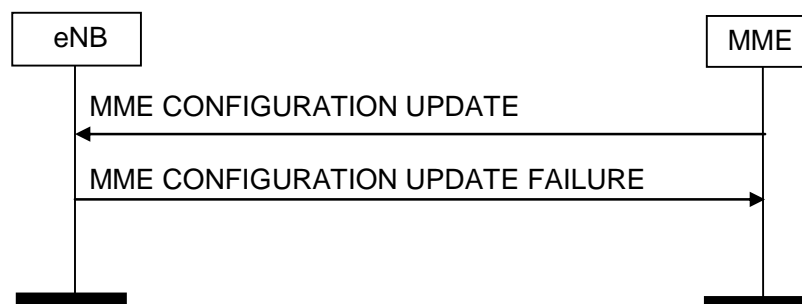 eNB
MME
MME CONFIGURATION UPDATE
MME CONFIGURATION UPDATE FAILURE